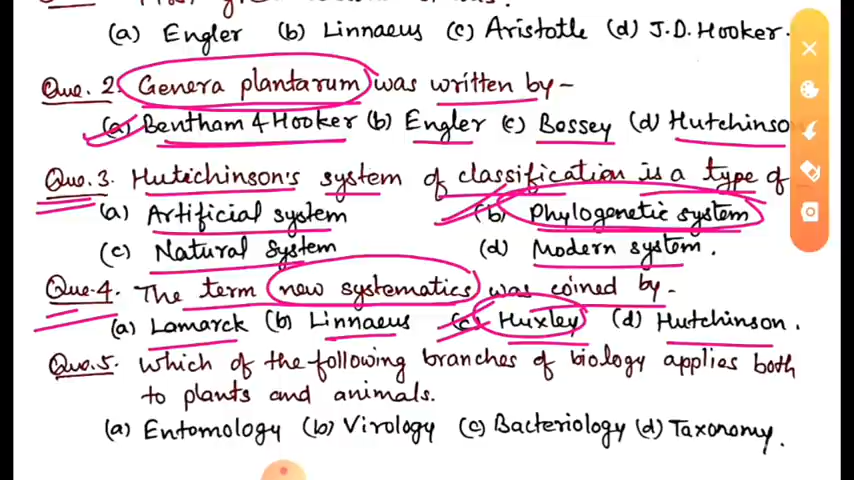 (a) Engler (b) Linnaeus (c) Aristotle (d) J.D. Hooker.
Que. 2. Genera plantarum was written by -
(a) Bentham & Hooker (b) Engler (c) Bessey (d) Hutchinso
Que. 3. Hutichinson's system of classification is a type of
(a) Artificial system (b) Phylogenetic system
(c) Natural System (d) Modern system.
Que. 4. The term new systematics was coined by -
(a) Lamarck (b) Linnaeus (c) Huxley (d) Hutchinson.
Que. 5. Which of the following branches of biology applies both
to plants and animals.
(a) Entomology (b) Virology (c) Bacteriology (d) Taxonomy.